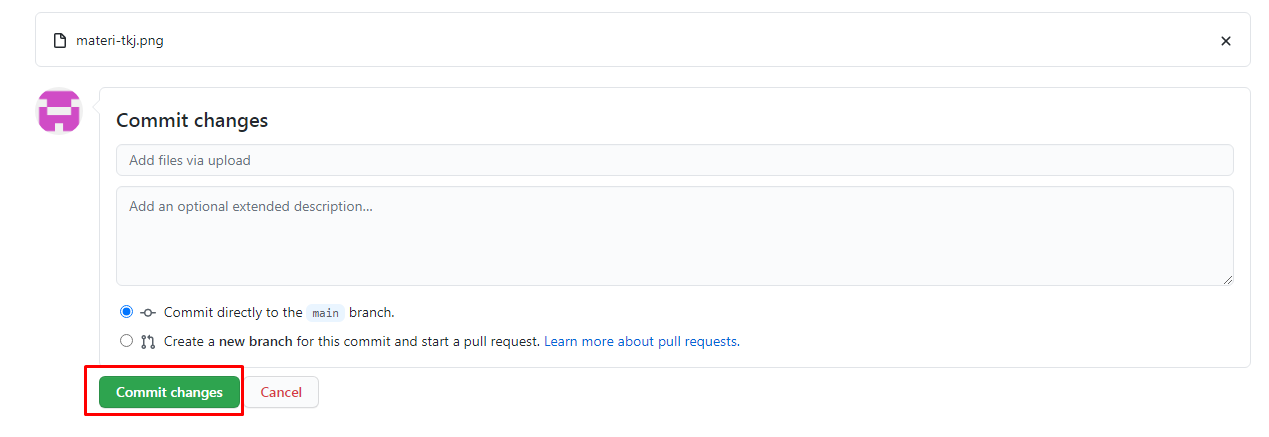 materi-tkj.png
Commit changes
Add files via upload
Add an optional extended description...
Commit directly to the main branch.
Create a new branch for this commit and start a pull request. Learn more about pull requests.
Commit changes Cancel